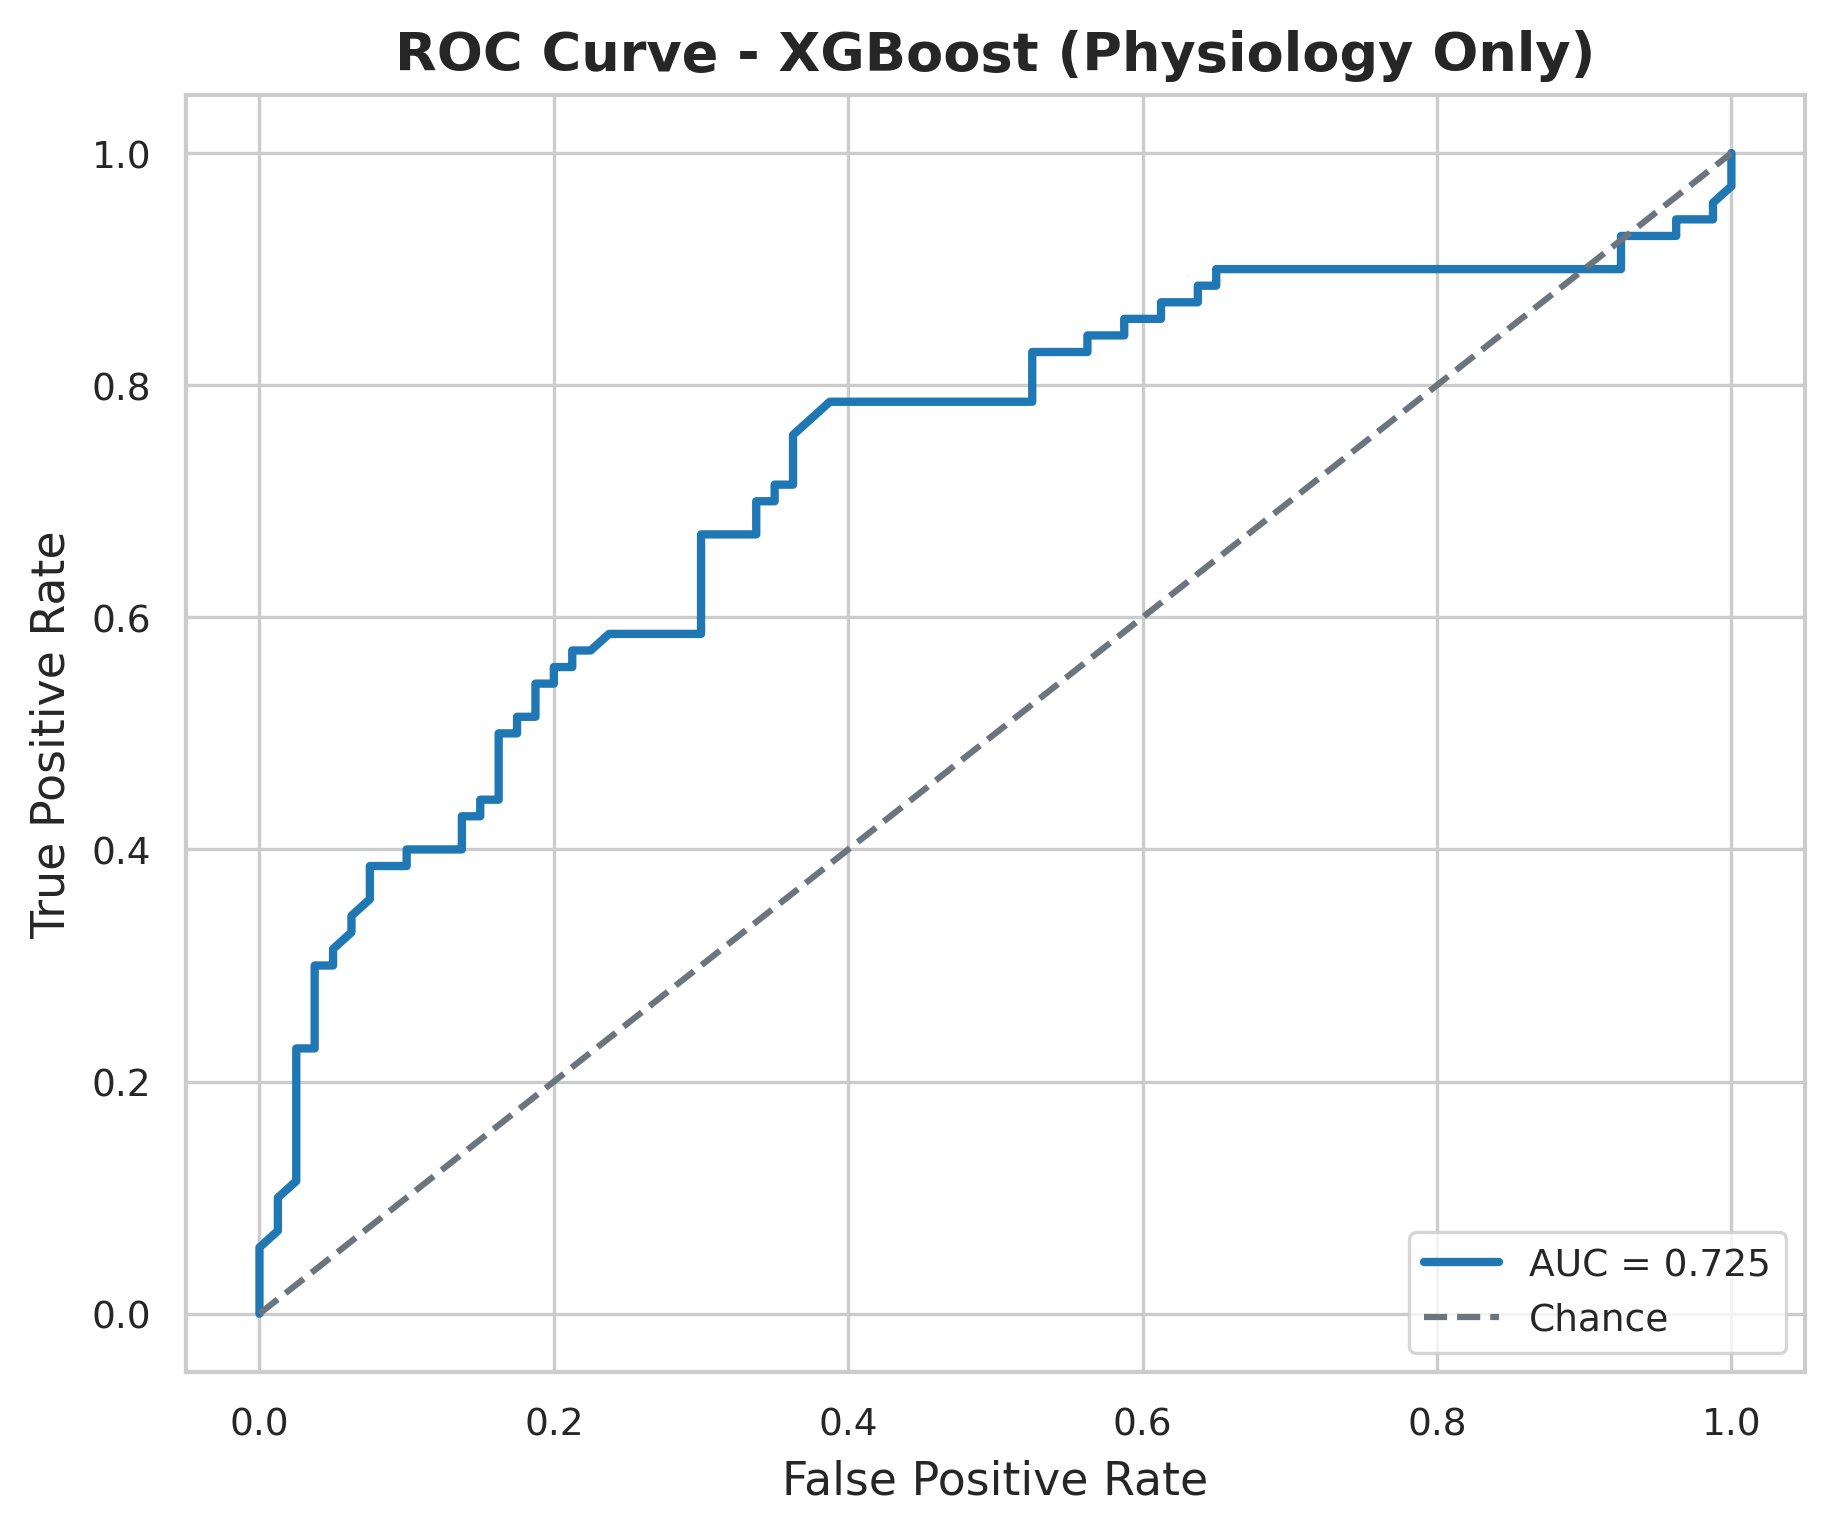 ROC Curve - XGBoost (Physiology Only)
True Positive Rate
1.0
0.8
0.6
0.4
0.2
0.0
0.0 0.2 0.4 0.6 0.8 1.0
False Positive Rate
AUC = 0.725
Chance